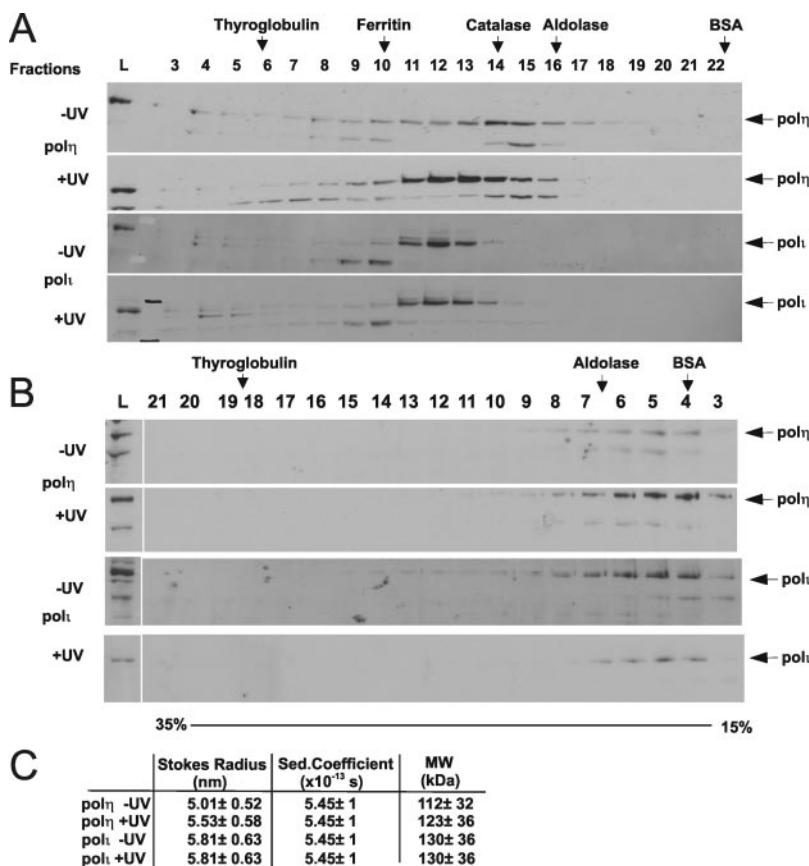 A
Thyroglobulin Ferritin Catalase Aldolase BSA
Fractions L 3 4 5 6 7 8 9 10 11 12 13 14 15 16 17 18 19 20 21 22
-UV
polη
polη
+UV
polη
-UV
polι
polι
+UV
polι
B
Thyroglobulin Aldolase BSA
L 21 20 19 18 17 16 15 14 13 12 11 10 9 8 7 6 5 4 3
-UV
polη
polη
+UV
polη
-UV
polι
polι
+UV
polι
35% 15%
C
Stokes Radius (nm) Sed.Coefficient (x10⁻¹³ s) MW (kDa)
polη -UV 5.01± 0.52 5.45± 1 112± 32
polη +UV 5.53± 0.58 5.45± 1 123± 36
polι -UV 5.81± 0.63 5.45± 1 130± 36
polι +UV 5.81± 0.63 5.45± 1 130± 36